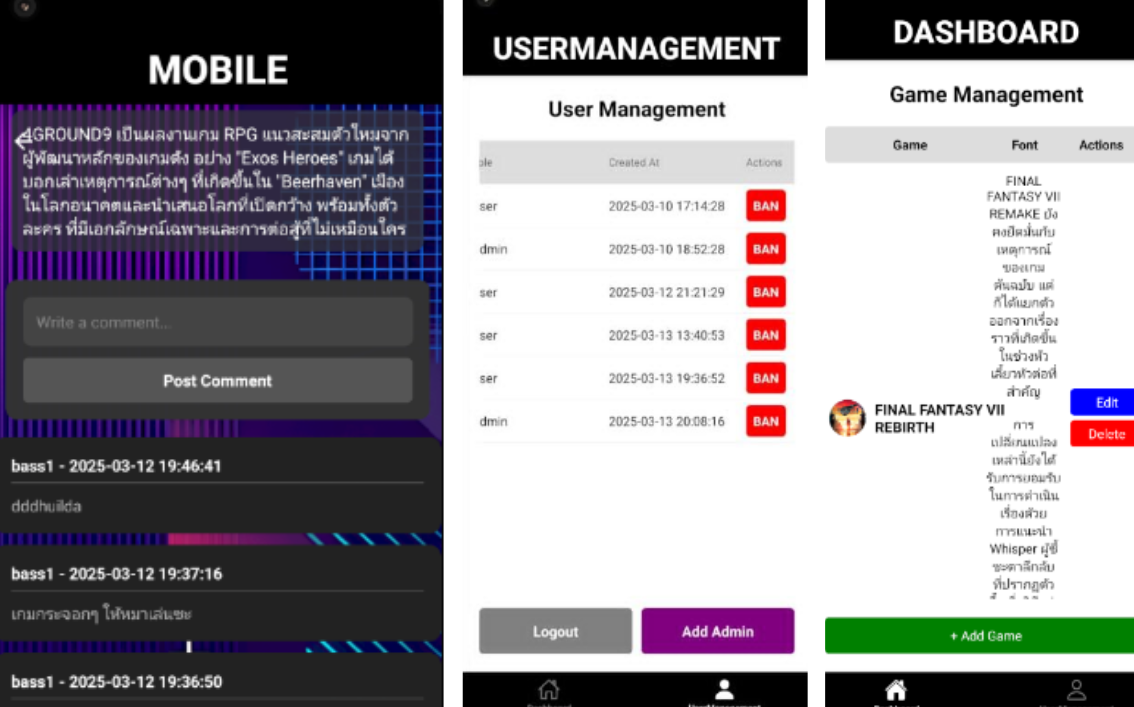 MOBILE
4GROUND9 เป็นผลงานเกม RPG แนวสะสมตัวใหม่จาก
ผู้พัฒนาหลักของเกมดัง อย่าง "Exos Heroes" เกมได้
บอกเล่าเหตุการณ์ต่างๆ ที่เกิดขึ้นใน "Beerhaven" เมือง
ในโลกอนาคตและนำเสนอโลกที่เปิดกว้าง พร้อมทั้งตัว
ละคร ที่มีเอกลักษณ์เฉพาะและการต่อสู้ที่ไม่เหมือนใคร
Write a comment...
Post Comment
bass1 - 2025-03-12 19:46:41
dddhuilda
bass1 - 2025-03-12 19:37:16
เกมกระจอกๆ ให้หมาเล่นซะ
bass1 - 2025-03-12 19:36:50
USERMANAGEMENT
User Management
ole Created At Actions
ser 2025-03-10 17:14:28 BAN
dmin 2025-03-10 18:52:28 BAN
ser 2025-03-12 21:21:29 BAN
ser 2025-03-13 13:40:53 BAN
ser 2025-03-13 19:36:52 BAN
dmin 2025-03-13 20:08:16 BAN
Logout Add Admin
DASHBOARD
Game Management
Game Font Actions
FINAL FANTASY VII
REBIRTH
FINAL
FANTASY VII
REMAKE ยัง
คงยึดมั่นกับ
เหตุการณ์
ของเกม
ต้นฉบับ แต่
ก็ได้แยกตัว
ออกจากเรื่อง
ราวที่เกิดขึ้น
ในช่วงหัว
เลี้ยวหัวต่อที่
สำคัญ
การ
เปลี่ยนแปลง
เหล่านี้ยังได้
รับการยอมรับ
ในการดำเนิน
เรื่องด้วย
การแนะนำ
Whisper ผู้ชี้
ชะตาลึกลับ
ที่ปรากฏตัว
Edit
Delete
+ Add Game